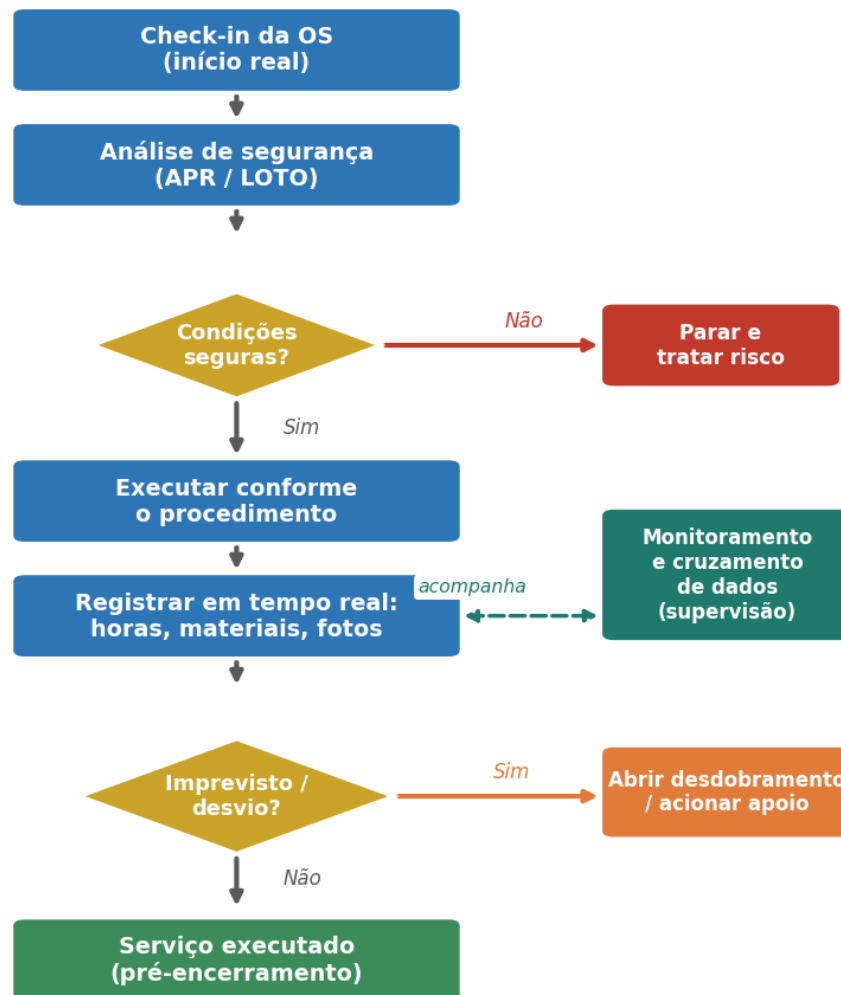 Check-in da OS
(início real)
Análise de segurança
(APR / LOTO)
Condições
seguras?
Não
Parar e
tratar risco
Sim
Executar conforme
o procedimento
Registrar em tempo real:
horas, materiais, fotos
acompanha
Monitoramento
e cruzamento
de dados
(supervisão)
Imprevisto /
desvio?
Sim
Abrir desdobramento
/ acionar apoio
Não
Serviço executado
(pré-encerramento)